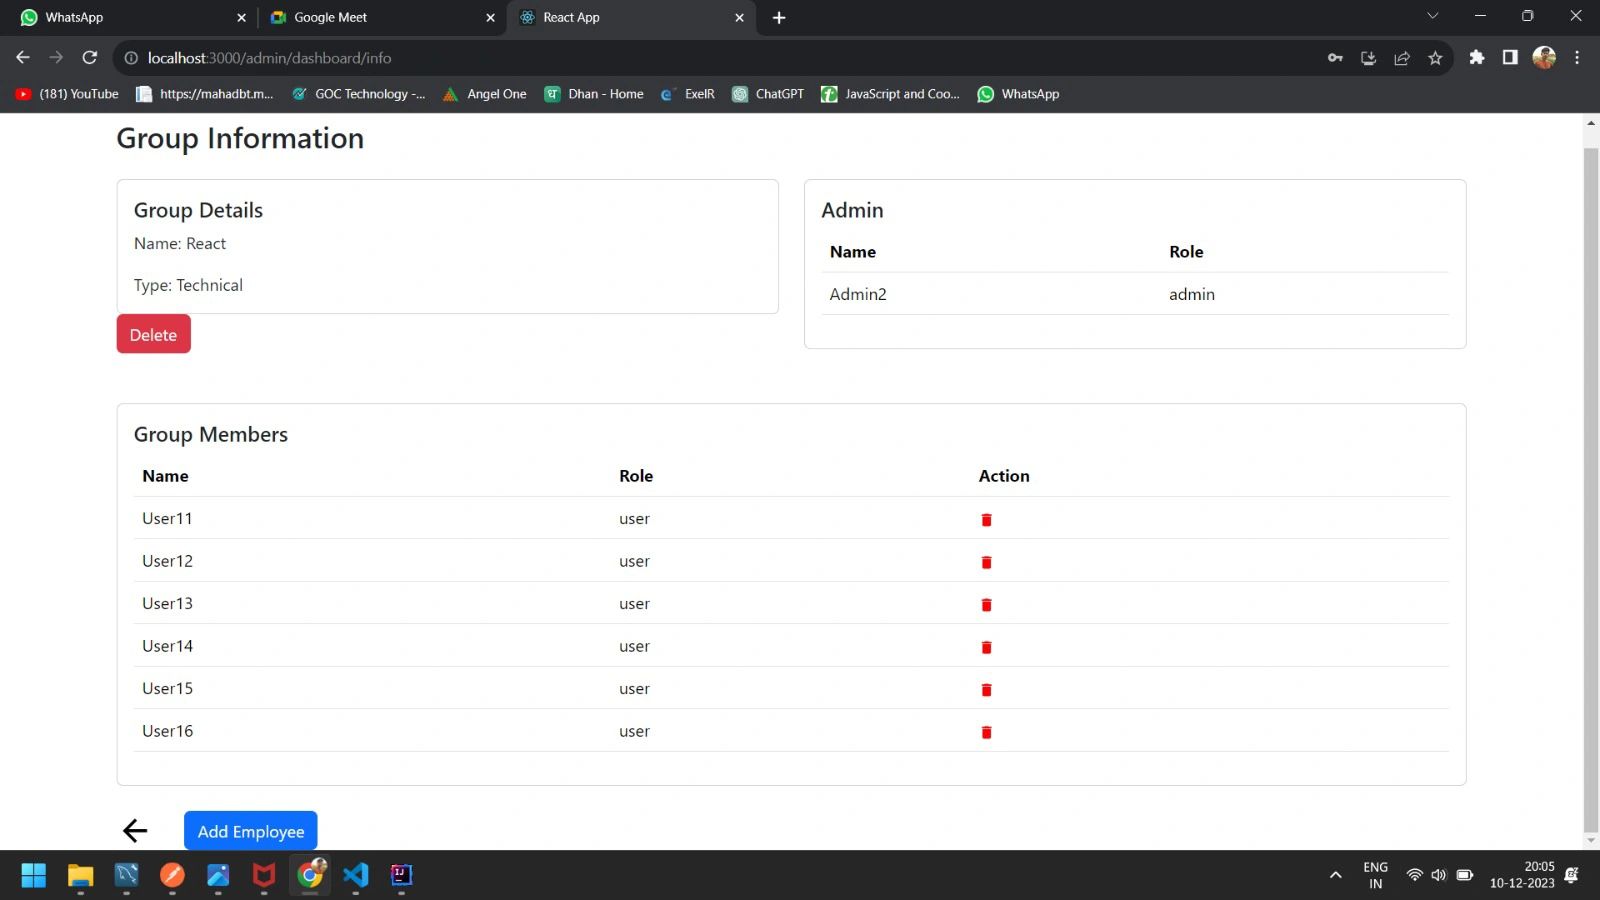 WhatsApp
Google Meet
React App
localhost:3000/admin/dashboard/info
(181) YouTube
https://mahadbt.m...
GOC Technology -...
Angel One
Dhan - Home
ExelR
ChatGPT
JavaScript and Coo...
WhatsApp
Group Information
Group Details
Name: React
Type: Technical
Delete
Admin
Name Role
Admin2 admin
Group Members
Name Role Action
User11 user
User12 user
User13 user
User14 user
User15 user
User16 user
Add Employee
ENG
IN
20:05
10-12-2023